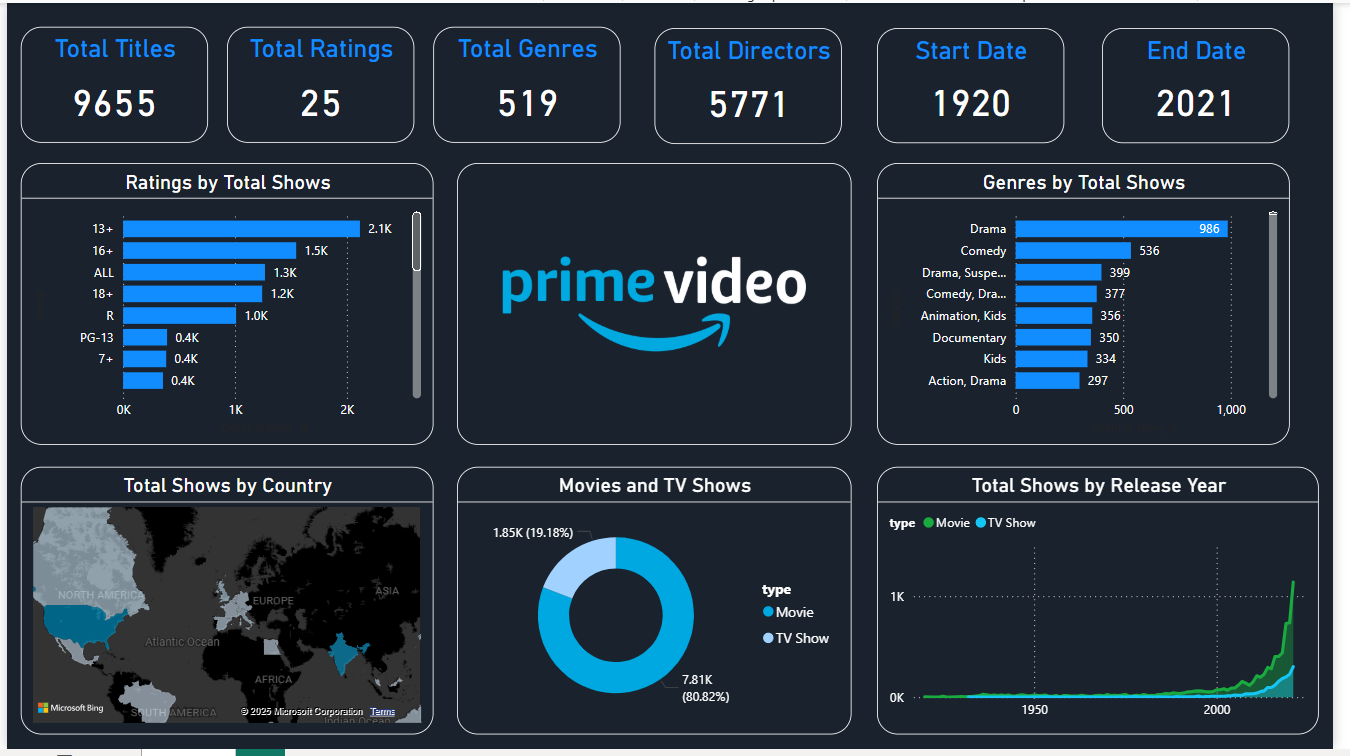 Total Titles
9655
Total Ratings
25
Total Genres
519
Total Directors
5771
Start Date
1920
End Date
2021
Ratings by Total Shows
13+ 2.1K
16+ 1.5K
ALL 1.3K
18+ 1.2K
R 1.0K
PG-13 0.4K
7+ 0.4K
0.4K
0K 1K 2K
prime video
Genres by Total Shows
Drama 986
Comedy 536
Drama, Suspe... 399
Comedy, Dra... 377
Animation, Kids 356
Documentary 350
Kids 334
Action, Drama 297
0 500 1,000
Total Shows by Country
NORTH AMERICA
EUROPE
ASIA
Atlantic Ocean
AFRICA
SOUTH AMERICA
Indian Ocean
Microsoft Bing
© 2025 Microsoft Corporation Terms
Movies and TV Shows
1.85K (19.18%)
7.81K
(80.82%)
type
Movie
TV Show
Total Shows by Release Year
type Movie TV Show
1K
0K
1950 2000